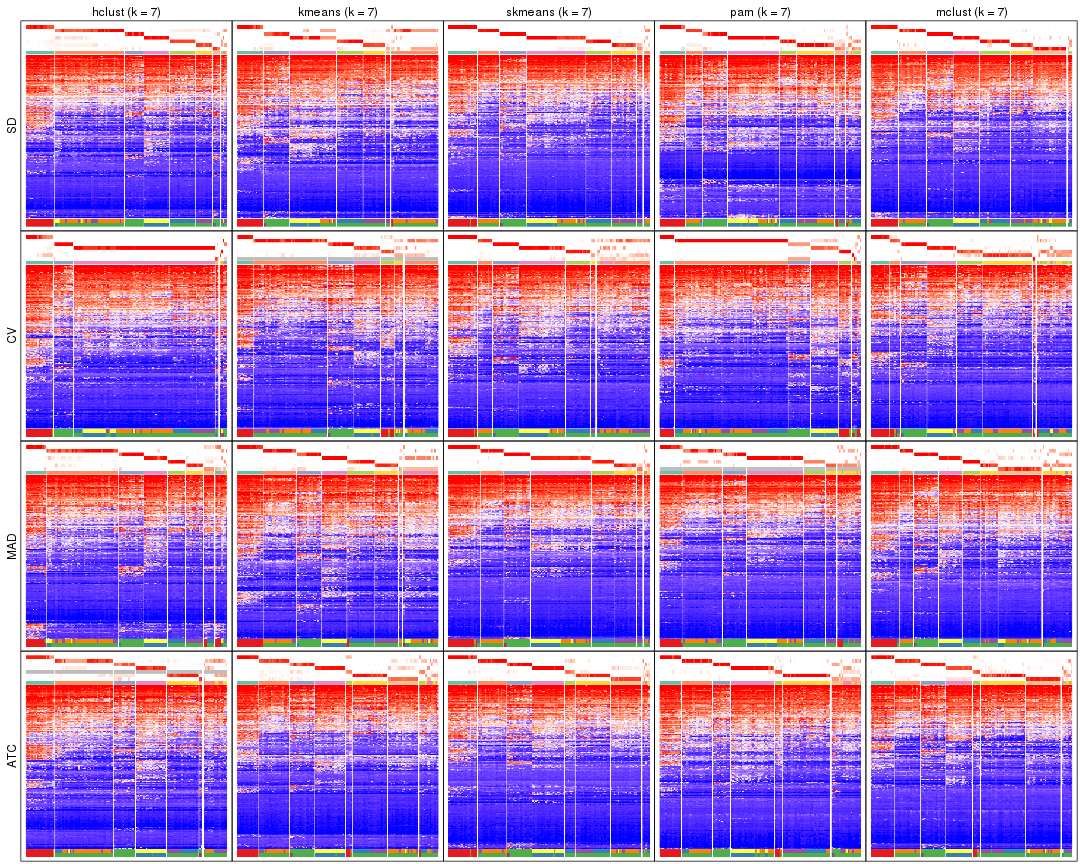 hclust (k = 7)
kmeans (k = 7)
skmeans (k = 7)
pam (k = 7)
mclust (k = 7)
SD
CV
MAD
ATC